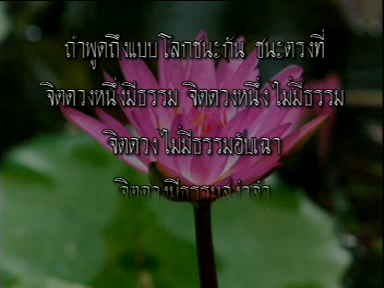 ถ้าพูดถึงแบบโลกชนะกัน ชนะตรงที่
จิตดวงหนึ่งมีธรรม จิตดวงหนึ่งไม่มีธรรม
จิตดวงไม่มีธรรมอับเฉา
จิตดวงมีธรรมสง่า